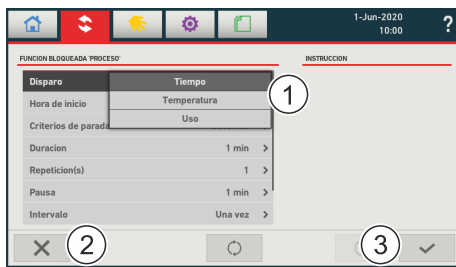 1-Jun-2020
10:00
?
FUNCION BLOQUEADA 'PROCESO'
INSTRUCCION
Disparo
Tiempo
Hora de inicio
Temperatura
1
Uso
Criterios de parada
Duracion 1 min >
Repeticion(s) 1 >
Pausa 1 min >
Intervalo Una vez >
2
3